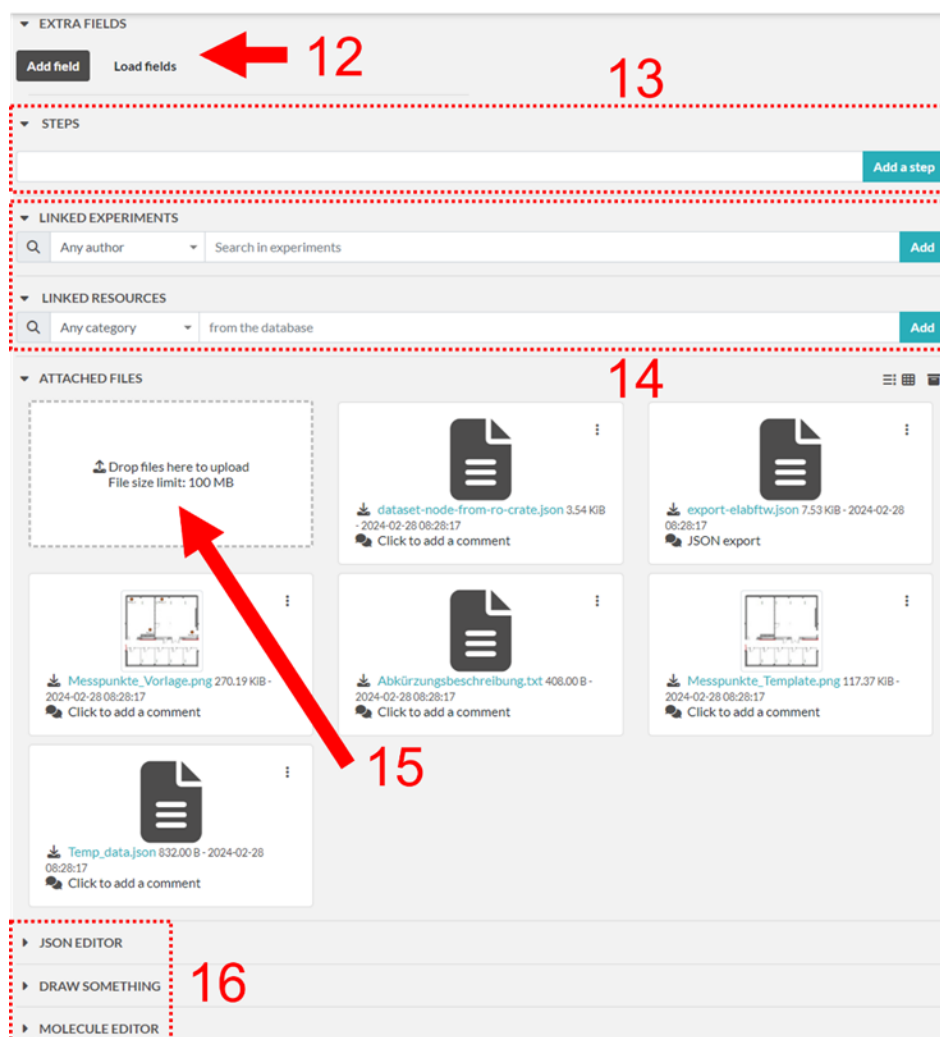 EXTRA FIELDS
Add field Load fields
12
13
STEPS
Add a step
LINKED EXPERIMENTS
Any author Search in experiments Add
LINKED RESOURCES
Any category from the database Add
14
ATTACHED FILES
Drop files here to upload
File size limit: 100 MB
dataset-node-from-ro-crate.json 3.54 KiB
- 2024-02-28 08:28:17
Click to add a comment
export-elabftw.json 7.53 KiB - 2024-02-28
08:28:17
JSON export
Messpunkte_Vorlage.png 270.19 KiB -
2024-02-28 08:28:17
Click to add a comment
Abkürzungsbeschreibung.txt 408.00 B -
2024-02-28 08:28:17
Click to add a comment
Messpunkte_Template.png 117.37 KiB -
2024-02-28 08:28:17
Click to add a comment
15
Temp_data.json 832.00 B - 2024-02-28
08:28:17
Click to add a comment
16
JSON EDITOR
DRAW SOMETHING
MOLECULE EDITOR